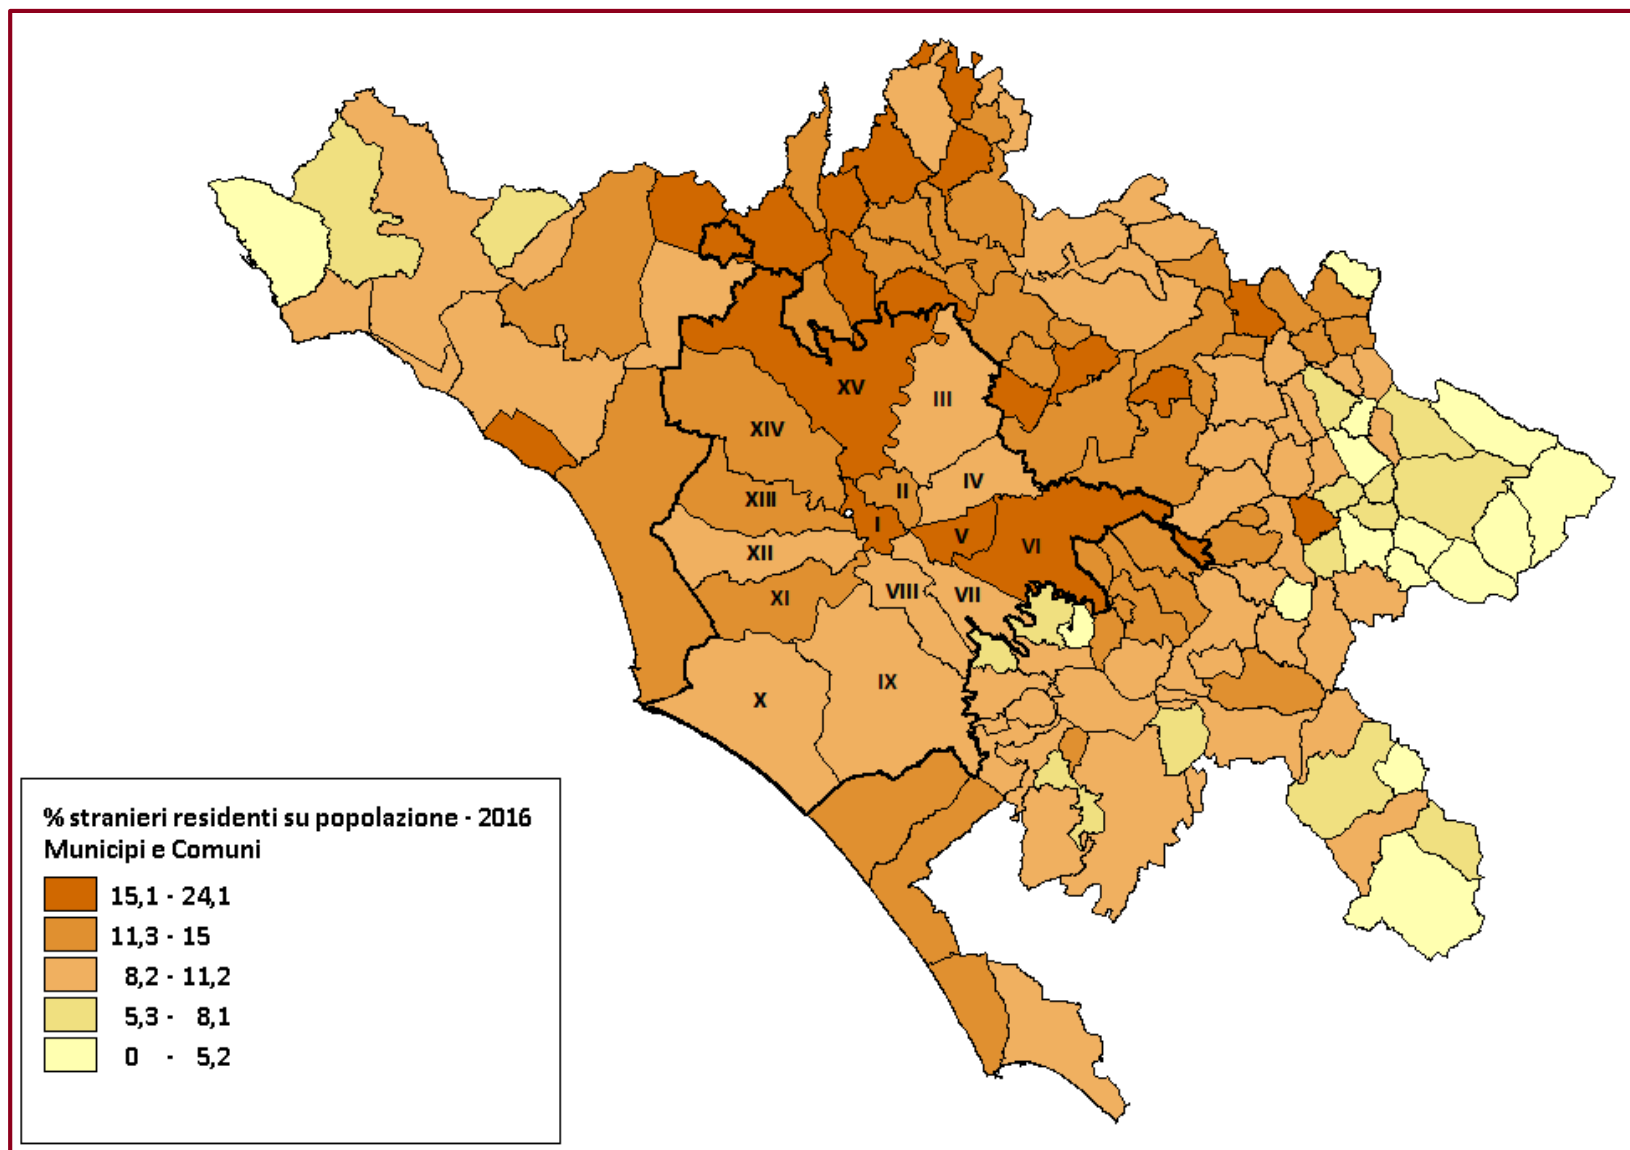 XV
III
XIV
II
IV
XIII
I
V
VI
XII
XI
VIII
VII
IX
X
% stranieri residenti su popolazione - 2016
Municipi e Comuni
15,1 - 24,1
11,3 - 15
8,2 - 11,2
5,3 - 8,1
0 - 5,2